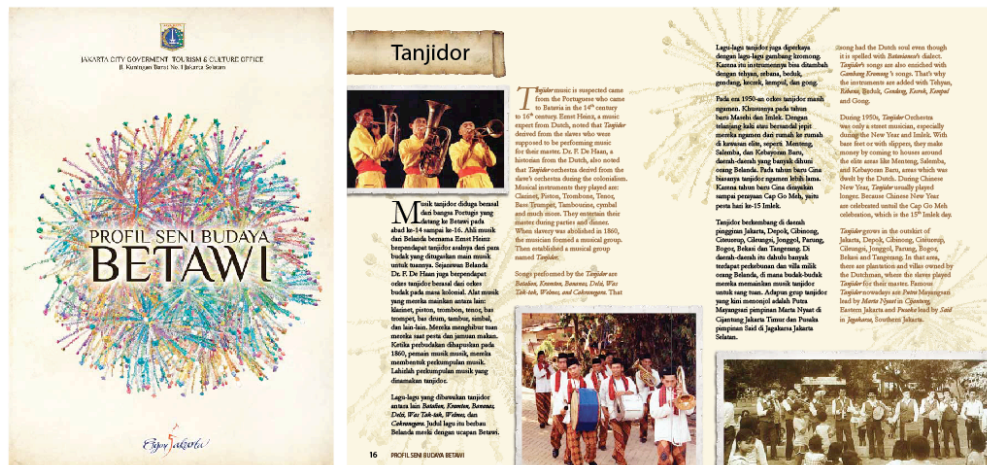 JAKARTA CITY GOVERMENT TOURISM & CULTURE OFFICE
Jl. Kuningan Barat No. 2 Jakarta Selatan
PROFIL SENI BUDAYA
BETAWI
Enjoy Jakarta
Tanjidor
Musik tanjidor diduga berasal
dari bangsa Portugis yang
datang ke Betawi pada
abad ke-14 sampai ke-16. Ahli musik
dari Belanda bernama Ernst Heinz
berpendapat tanjidor asalnya dari para
budak yang ditugaskan main musik
untuk tuannya. Sejarawan Belanda
Dr. F. De Haan juga berpendapat
orkes tanjidor berasal dari orkes
budak pada masa kolonial. Alat musik
yang mereka mainkan antara lain:
klarinet, piston, trombon, tenor, bas
trompet, bas drum, tambur, simbal,
dan lain-lain. Mereka menghibur tuan
mereka saat pesta dan jamuan makan.
Ketika perbudakan dihapuskan pada
1860, pemain musik musik, mereka
membentuk perkumpulan musik.
Lahirlah perkumpulan musik yang
dinamakan tanjidor.
Lagu-lagu yang dibawakan tanjidor
antara lain Batalion, Kramton, Bananas,
Delsi, Was Tak-tak, Welmes, dan
Cakranegara. Judul lagu itu berbau
Belanda meski dengan ucapan Betawi.
Tanjidor music is suspected came
from the Portuguese who came
to Batavia in the 14th century
to 16th century. Ernst Heinz, a music
expert from Dutch, noted that Tanjidor
derived from the slaves who were
supposed to be performing music
for their master. Dr. F. De Haan, a
historian from the Dutch, also noted
that Tanjidor orchestra derived from the
slave's orchestra during the colonialism.
Musical instruments they played are:
Clarinet, Piston, Trombone, Tenor,
Base Trumpet, Tambourine, cymbal
and much more. They entertain their
master during parties and dinner.
When slavery was abolished in 1860,
the musician formed a musical group.
Then established a musical group
named Tanjidor.
Songs performed by the Tanjidor are
Batalion, Kramton, Bananas, Delsi, Was
Tak-tak, Welmes, and Cakranegara. That
Lagu-lagu tanjidor juga diperkaya
dengan lagu-lagu gambang kromong.
Karena itu instrumennya bisa ditambah
dengan tehyan, rebana, beduk,
gendang, kecrek, kempul, dan gong.
Pada era 1950-an orkes tanjidor masih
ngamen. Khususnya pada tahun
baru Masehi dan Imlek. Dengan
telanjang kaki atau bersandal jepit
mereka ngamen dari rumah ke rumah
di kawasan elite, seperti Menteng,
Salemba, dan Kebayoran Baru,
daerah-daerah yang banyak dihuni
orang Belanda. Pada tahun baru Cina
biasanya tanjidor ngamen lebih lama.
Karena tahun baru Cina dirayakan
sampai perayaan Cap Go Meh, yaitu
pesta hari ke-15 Imlek.
Tanjidor berkembang di daerah
pinggiran Jakarta, Depok, Cibinong,
Citeureup, Cileungsi, Jonggol, Parung,
Bogor, Bekasi dan Tangerang. Di
daerah-daerah itu dahulu banyak
terdapat perkebunan dan villa milik
orang Belanda, di mana budak-budak
mereka memainkan musik tanjidor
untuk sang tuan. Adapun grup tanjidor
yang kini menonjol adalah Putra
Mayangsari pimpinan Marta Nyaat di
Cijantung Jakarta Timur dan Pusaka
pimpinan Said di Jagakarsa Jakarta
Selatan.
song had the Dutch soul even though
it is spelled with Batavianese's dialect.
Tanjidor's songs are also enriched with
Gambang Kromong 's songs. That's why
the instruments are added with Tehyan,
Rebana, Beduk, Gendang, Kecrek, Kempul
and Gong.
During 1950s, Tanjidor Orchestra
was only a street musician, especially
during the New Year and Imlek. With
bare feet or with slippers, they make
money by coming to houses around
the elite areas like Menteng, Salemba,
and Kebayoran Baru, areas which was
dwelt by the Dutch. During Chinese
New Year, Tanjidor usually played
longer. Because Chinese New Year
are celebrated untill the Cap Go Meh
celebration, which is the 15th Imlek day.
Tanjidor grows in the outskirt of
Jakarta, Depok, Cibinong, Citeureup,
Cileungsi, Jonggol, Parung, Bogor,
Bekasi and Tangerang. In that area,
there are plantation and villas owned by
the Dutchman, where the slaver played
Tanjidor for their master. Famous
Tanjidor nowadays are Putra Mayangsari
lead by Marta Nyaat in Cijantung,
Eastern Jakarta and Pusaka lead by Said
in Jagakarsa, Southern Jakarta.
16 PROFIL SENI BUDAYA BETAWI